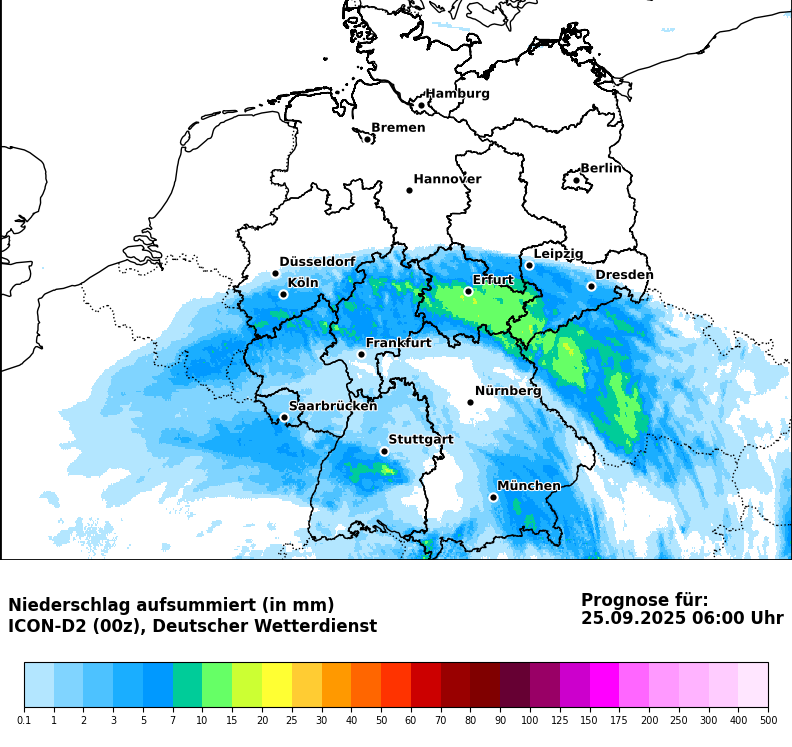 Hamburg
Bremen
Berlin
Hannover
Leipzig
Düsseldorf
Dresden
Erfurt
Köln
Frankfurt
Nürnberg
Saarbrücken
Stuttgart
München
Niederschlag aufsummiert (in mm)
ICON-D2 (00z), Deutscher Wetterdienst
Prognose für:
25.09.2025 06:00 Uhr
0.1 1 2 3 5 7 10 15 20 25 30 40 50 60 70 80 90 100 125 150 175 200 250 300 400 500